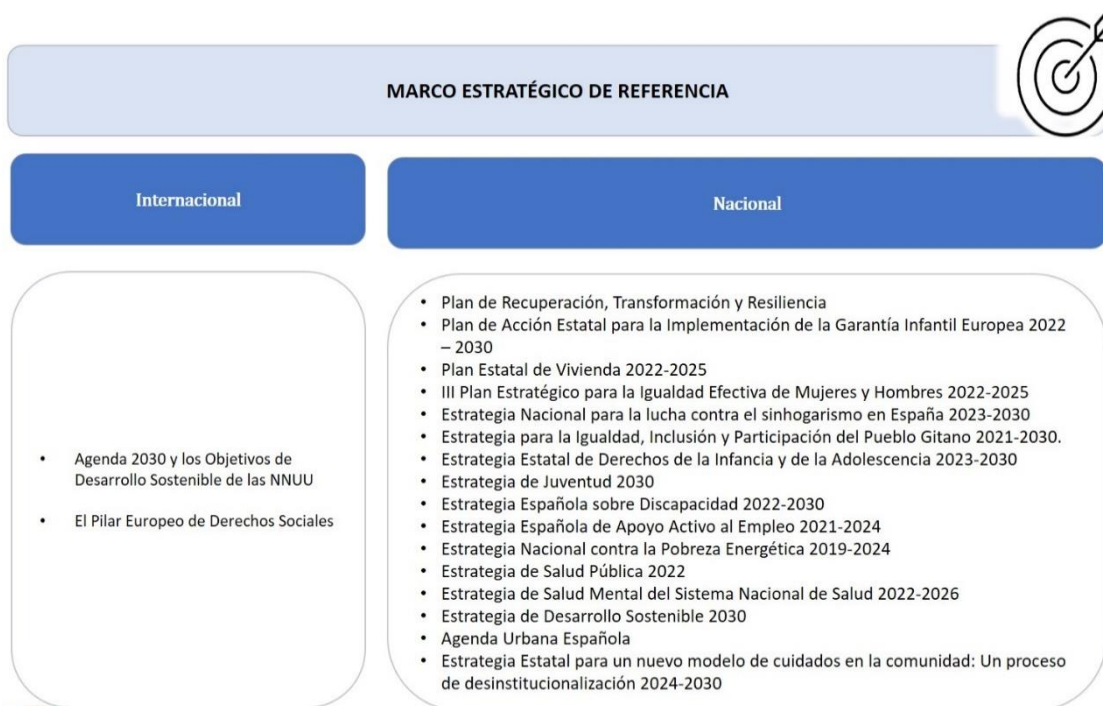 MARCO ESTRATÉGICO DE REFERENCIA
Internacional
Nacional
• Agenda 2030 y los Objetivos de
Desarrollo Sostenible de las NNUU
• El Pilar Europeo de Derechos Sociales
• Plan de Recuperación, Transformación y Resiliencia
• Plan de Acción Estatal para la Implementación de la Garantía Infantil Europea 2022
– 2030
• Plan Estatal de Vivienda 2022-2025
• III Plan Estratégico para la Igualdad Efectiva de Mujeres y Hombres 2022-2025
• Estrategia Nacional para la lucha contra el sinhogarismo en España 2023-2030
• Estrategia para la Igualdad, Inclusión y Participación del Pueblo Gitano 2021-2030.
• Estrategia Estatal de Derechos de la Infancia y de la Adolescencia 2023-2030
• Estrategia de Juventud 2030
• Estrategia Española sobre Discapacidad 2022-2030
• Estrategia Española de Apoyo Activo al Empleo 2021-2024
• Estrategia Nacional contra la Pobreza Energética 2019-2024
• Estrategia de Salud Pública 2022
• Estrategia de Salud Mental del Sistema Nacional de Salud 2022-2026
• Estrategia de Desarrollo Sostenible 2030
• Agenda Urbana Española
• Estrategia Estatal para un nuevo modelo de cuidados en la comunidad: Un proceso
de desinstitucionalización 2024-2030